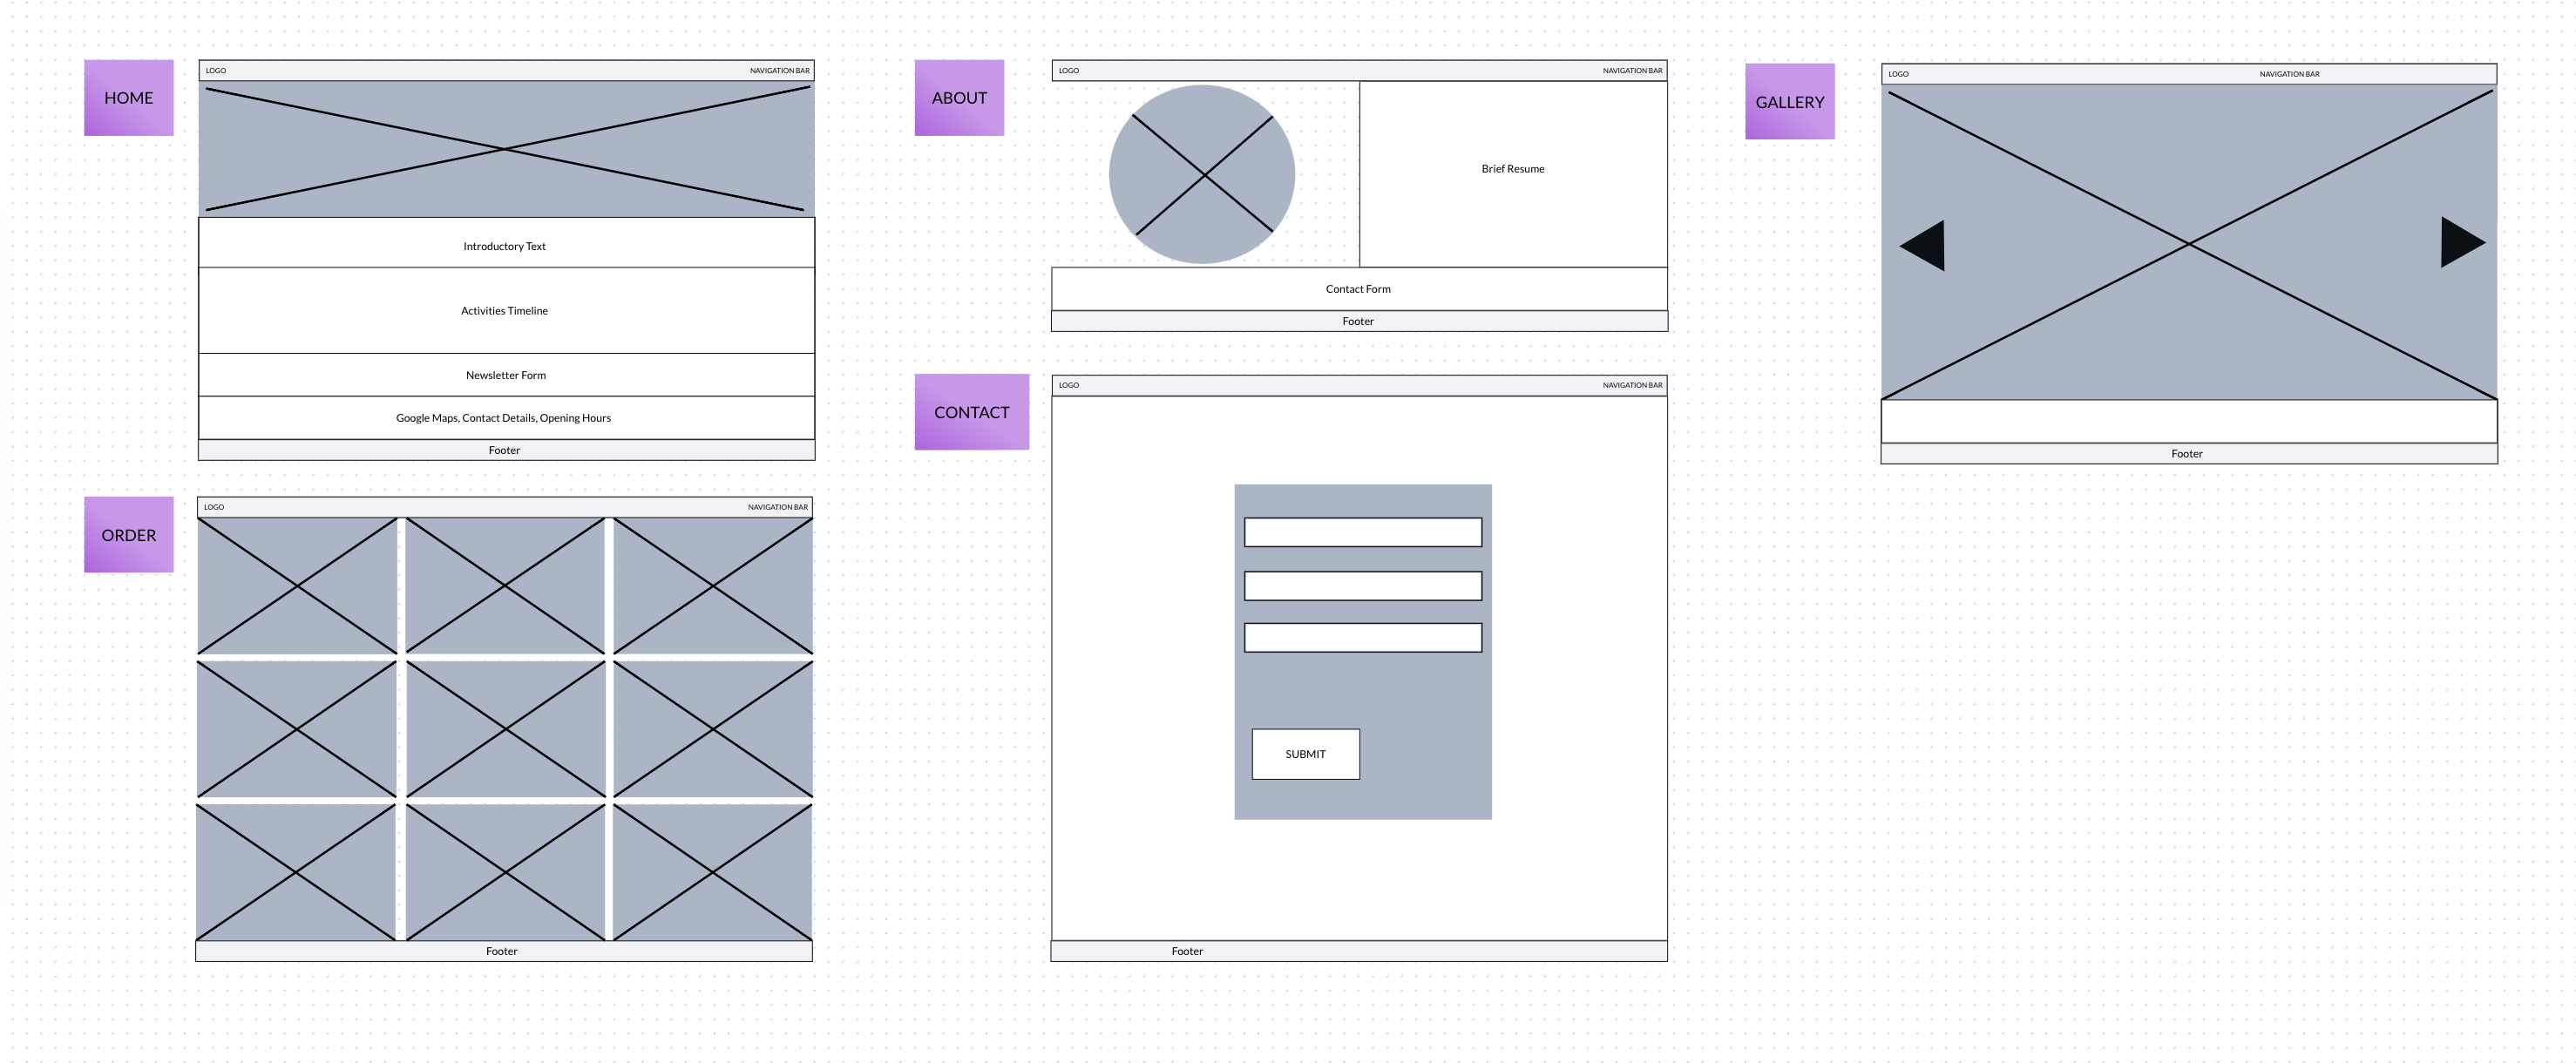 HOME
LOGO
NAVIGATION BAR
Introductory Text
Activities Timeline
Newsletter Form
Google Maps, Contact Details, Opening Hours
Footer
ORDER
LOGO
NAVIGATION BAR
Footer
ABOUT
LOGO
NAVIGATION BAR
Brief Resume
Contact Form
Footer
CONTACT
LOGO
NAVIGATION BAR
SUBMIT
Footer
GALLERY
LOGO
NAVIGATION BAR
Footer